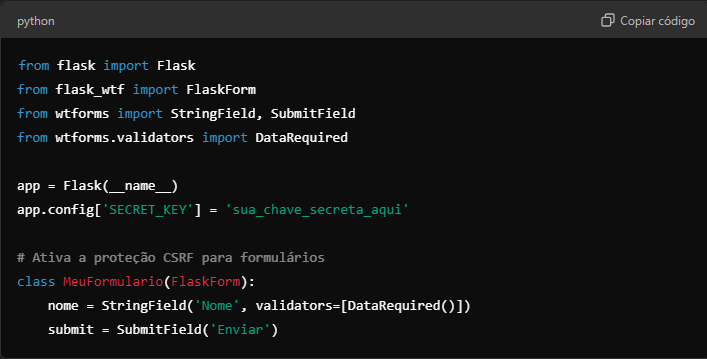 python
Copiar código
from flask import Flask
from flask_wtf import FlaskForm
from wtforms import StringField, SubmitField
from wtforms.validators import DataRequired
app = Flask(__name__)
app.config['SECRET_KEY'] = 'sua_chave_secreta_aqui'
# Ativa a proteção CSRF para formulários
class MeuFormulario(FlaskForm):
    nome = StringField('Nome', validators=[DataRequired()])
    submit = SubmitField('Enviar')